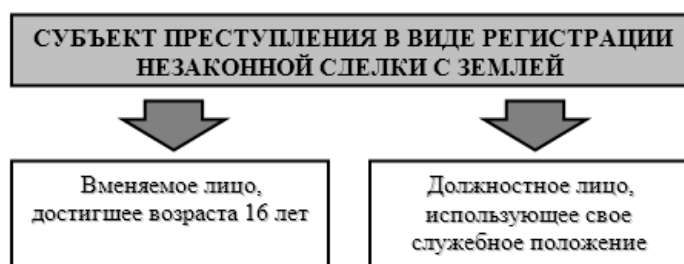 СУБЪЕКТ ПРЕСТУПЛЕНИЯ В ВИДЕ РЕГИСТРАЦИИ
НЕЗАКОННОЙ СДЕЛКИ С ЗЕМЛЕЙ
Вменяемое лицо,
достигшее возраста 16 лет
Должностное лицо,
использующее свое
служебное положение